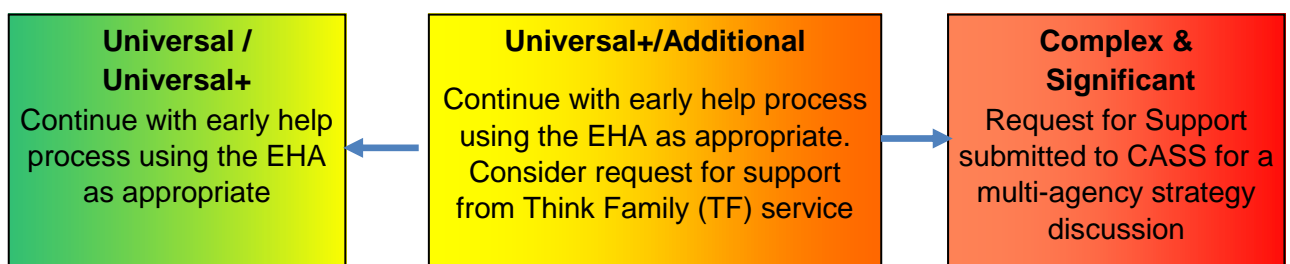 Universal /
Universal+
Continue with early help
process using the EHA
as appropriate
Universal+/Additional
Continue with early help process
using the EHA as appropriate.
Consider request for support
from Think Family (TF) service
Complex &
Significant
Request for Support
submitted to CASS for a
multi-agency strategy
discussion